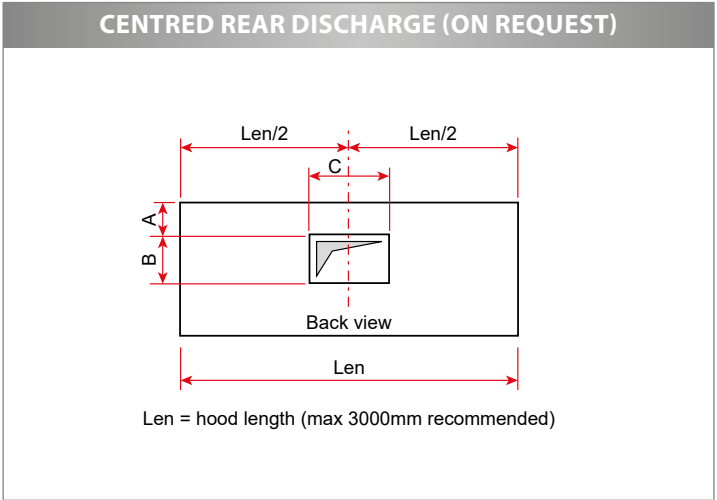 CENTRED REAR DISCHARGE (ON REQUEST)
Len/2 Len/2
C
A
B
Back view
Len
Len = hood length (max 3000mm recommended)